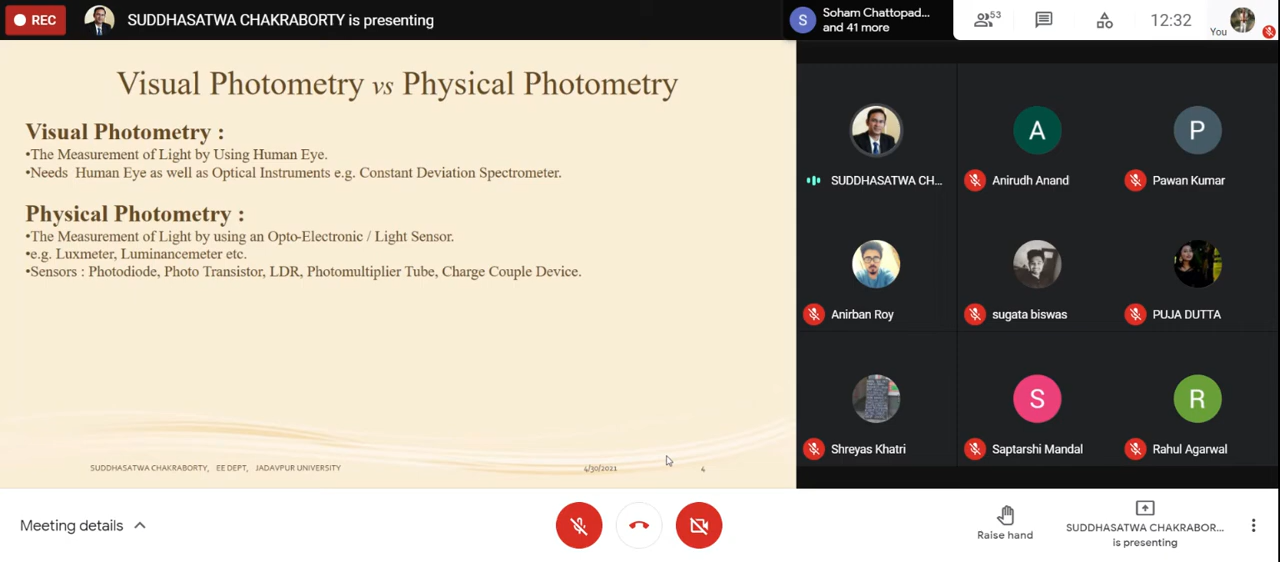 REC
SUDDHASATWA CHAKRABORTY is presenting
S
Soham Chattopad...
and 41 more
53
12:32
You
Visual Photometry vs Physical Photometry
Visual Photometry :
•The Measurement of Light by Using Human Eye.
•Needs Human Eye as well as Optical Instruments e.g. Constant Deviation Spectrometer.
Physical Photometry :
•The Measurement of Light by using an Opto-Electronic / Light Sensor.
•e.g. Luxmeter, Luminancemeter etc.
•Sensors : Photodiode, Photo Transistor, LDR, Photomultiplier Tube, Charge Couple Device.
SUDDHASATWA CHAKRABORTY, EE DEPT, JADAVPUR UNIVERSITY
4/30/2021
4
SUDDHASATWA CH...
A
Anirudh Anand
P
Pawan Kumar
Anirban Roy
sugata biswas
PUJA DUTTA
Shreyas Khatri
S
Saptarshi Mandal
R
Rahul Agarwal
Meeting details
Raise hand
SUDDHASATWA CHAKRABOR...
is presenting